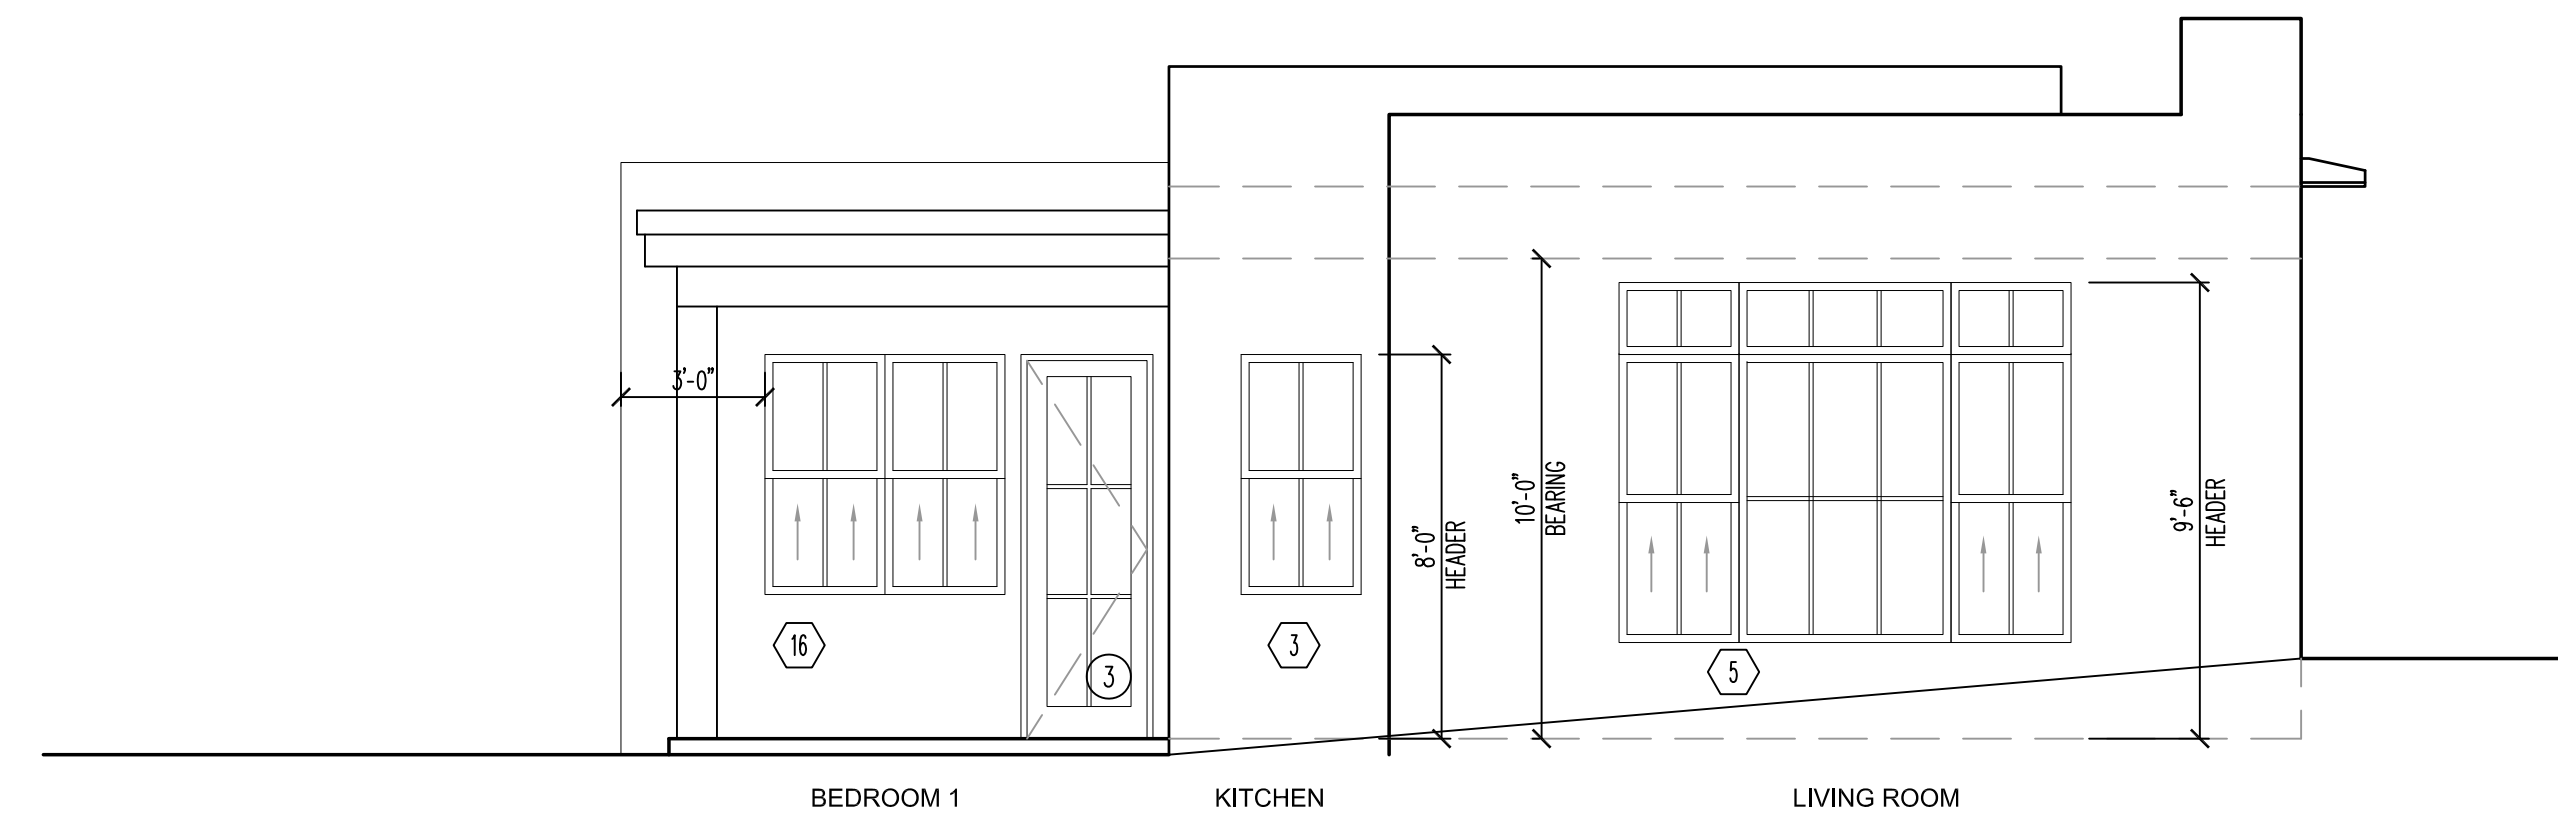 3'-0"
16
3
3
8'-0"
HEADER
10'-0"
BEARING
5
9'-6"
HEADER
BEDROOM 1
KITCHEN
LIVING ROOM